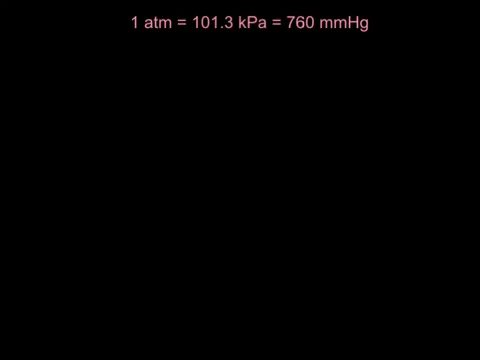 1 atm = 101.3 kPa = 760 mmHg